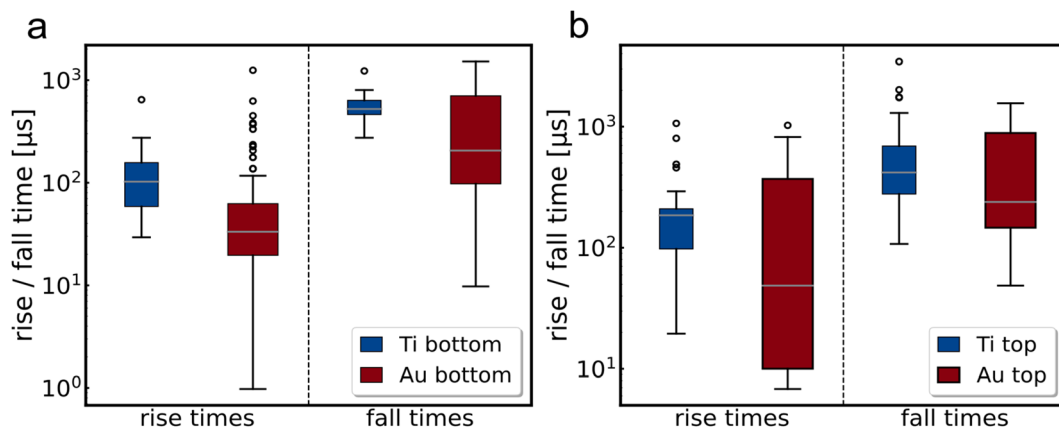 a
rise / fall time [µs]
10³
10²
10¹
10⁰
Ti bottom
Au bottom
rise times
fall times
b
rise / fall time [µs]
10³
10²
10¹
Ti top
Au top
rise times
fall times